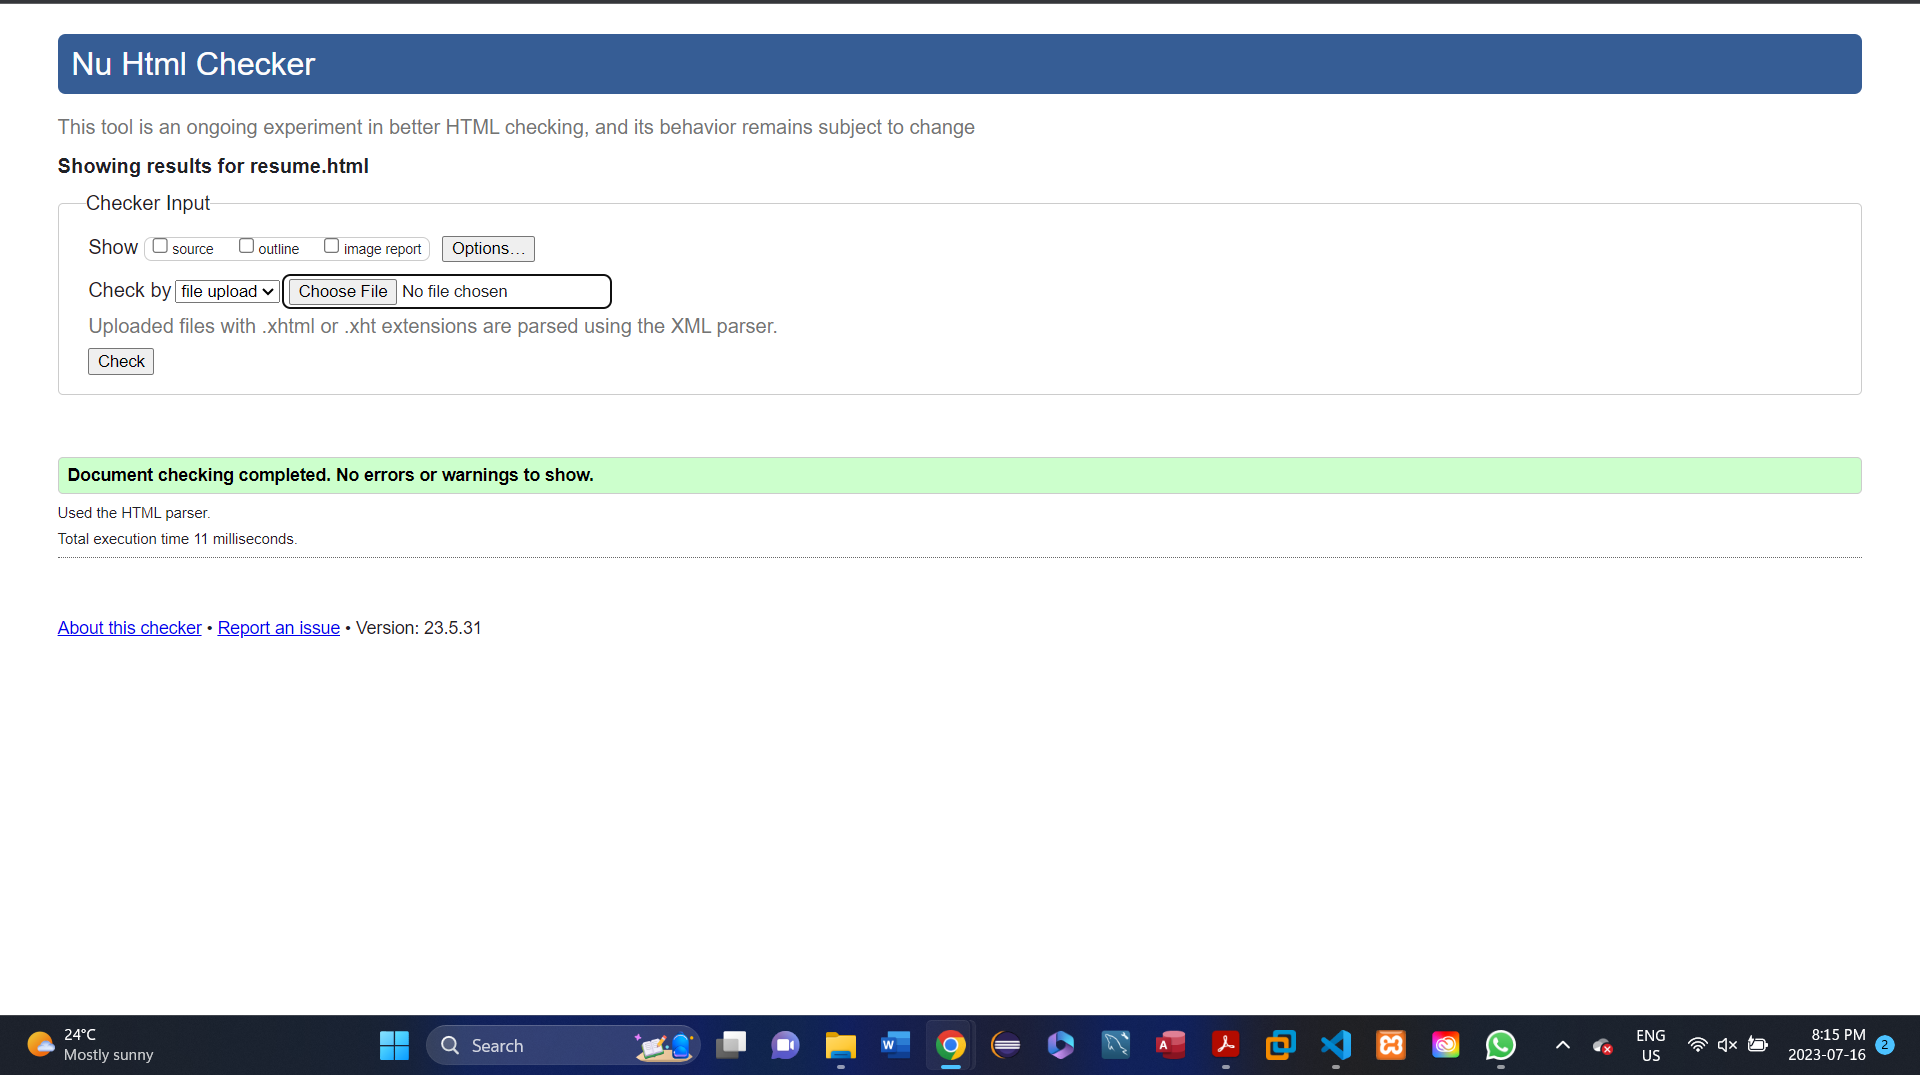 Nu Html Checker
This tool is an ongoing experiment in better HTML checking, and its behavior remains subject to change
Showing results for resume.html
Checker Input
Show source outline image report Options...
Check by file upload Choose File No file chosen
Uploaded files with .xhtml or .xht extensions are parsed using the XML parser.
Check
Document checking completed. No errors or warnings to show.
Used the HTML parser.
Total execution time 11 milliseconds.
About this checker • Report an issue • Version: 23.5.31
24°C
Mostly sunny
Search
W
A
ENG
US
8:15 PM
2023-07-16
2